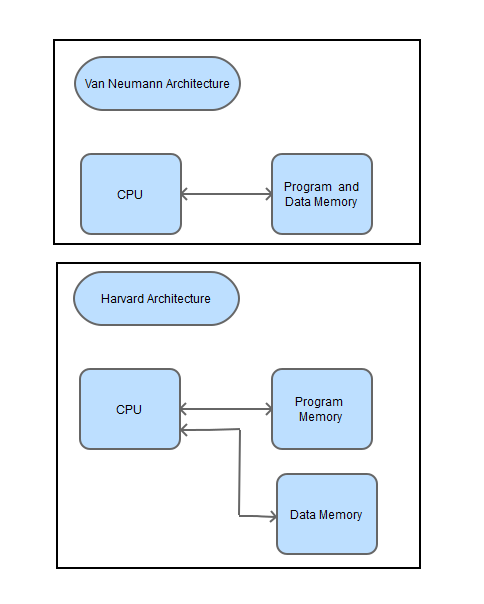 Van Neumann Architecture
CPU
Program and
Data Memory
Harvard Architecture
CPU
Program
Memory
Data Memory